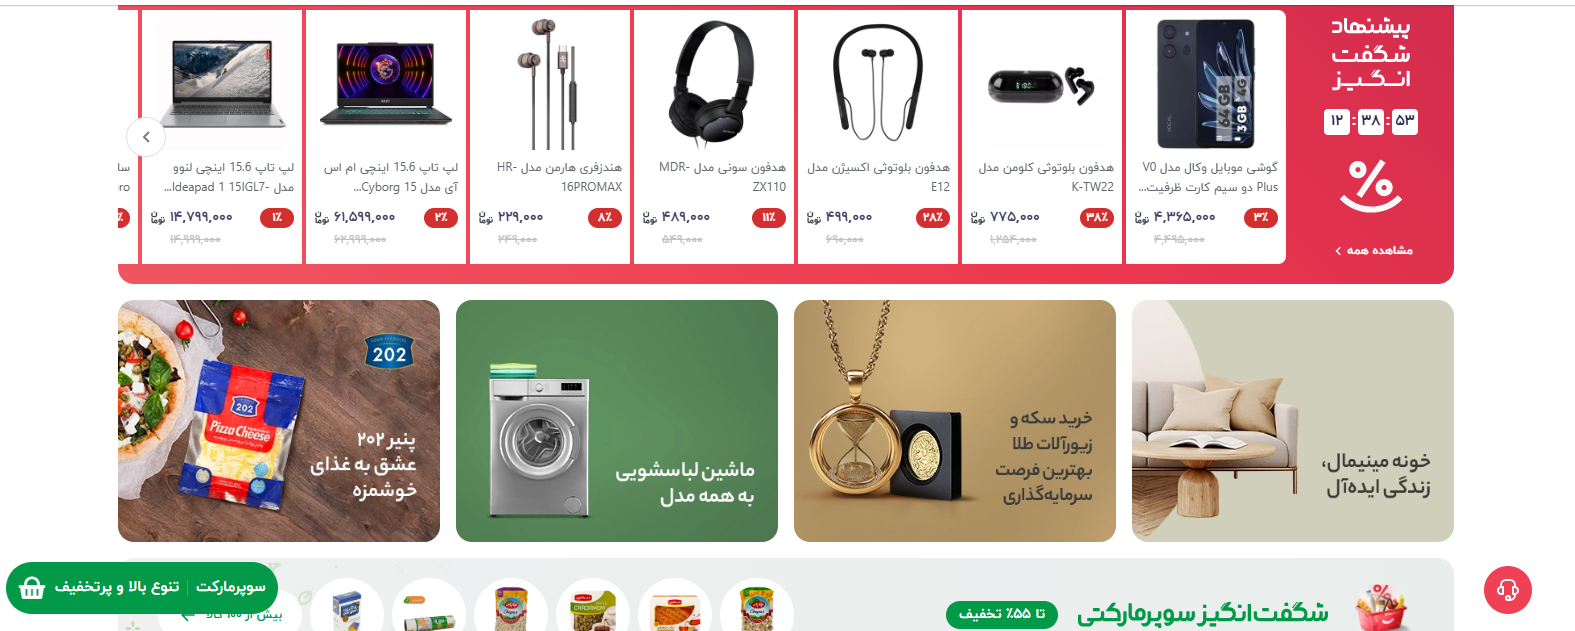 پیشنهاد
شگفت
انـگـیـز
۱۲ : ۳۸ : ۵۳
مشاهده همه
64 GB
3GB 4G
گوشی موبایل وکال مدل V0
Plus دو سیم کارت ظرفیت...
۳٪
۴,۳۶۵,۰۰۰ تومان
۴,۴۹۵,۰۰۰
هدفون بلوتوثی کلومن مدل
K-TW22
۳۸٪
۷۷۵,۰۰۰ تومان
۱,۲۵۴,۰۰۰
هدفون بلوتوثی اکسیژن مدل
E12
۲۸٪
۴۹۹,۰۰۰ تومان
۶۹۰,۰۰۰
هدفون سونی مدل MDR-
ZX110
۱۱٪
۴۸۹,۰۰۰ تومان
۵۴۹,۰۰۰
هندزفری هارمن مدل HR-
16PROMAX
۸٪
۲۲۹,۰۰۰ تومان
۲۴۹,۰۰۰
لپ تاپ 15.6 اینچی ام اس
آی مدل Cyborg 15...
۲٪
۶۱,۵۹۹,۰۰۰ تومان
۶۲,۹۹۹,۰۰۰
لپ تاپ 15.6 اینچی لنوو
مدل Ideapad 1 15IGL7-...
۱٪
۱۴,۷۹۹,۰۰۰ تومان
۱۴,۹۹۹,۰۰۰
خونه مینیمال،
زندگی ایده‌آل
خرید سکه و
زیورآلات طلا
بهترین فرصت
سرمایه‌گذاری
ماشین لباسشویی
به همه مدل
202
202
Pizza Cheese
پنیر ۲۰۲
عشق به غذای
خوشمزه
شگفت‌انگیز سوپرمارکتی
تا ۵۵٪ تخفیف
CARDAMOM
بیش از ۱۰۰ کالا
سوپرمارکت | تنوع بالا و پرتخفیف